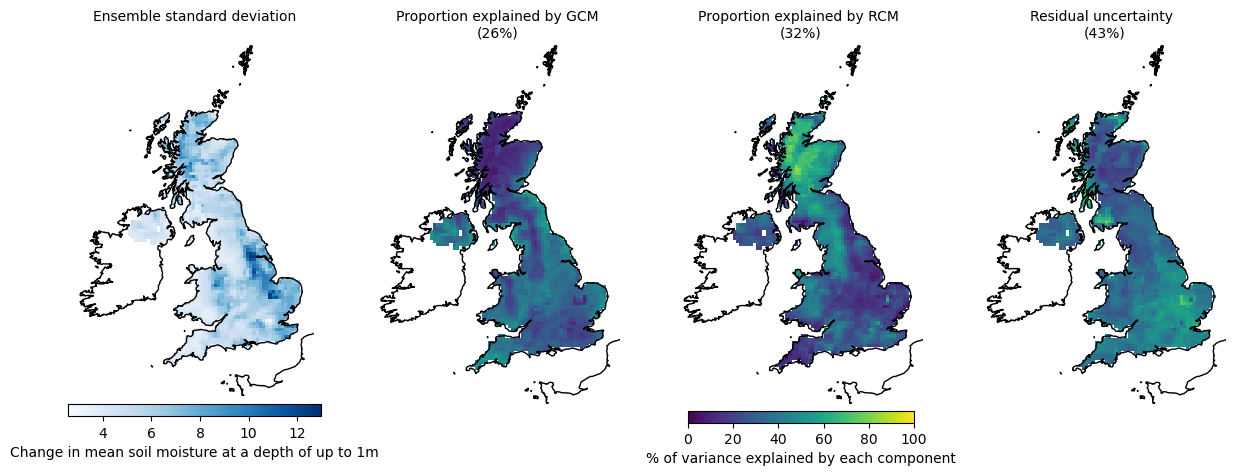 Ensemble standard deviation
Proportion explained by GCM
(26%)
Proportion explained by RCM
(32%)
Residual uncertainty
(43%)
4 6 8 10 12
Change in mean soil moisture at a depth of up to 1m
0 20 40 60 80 100
% of variance explained by each component